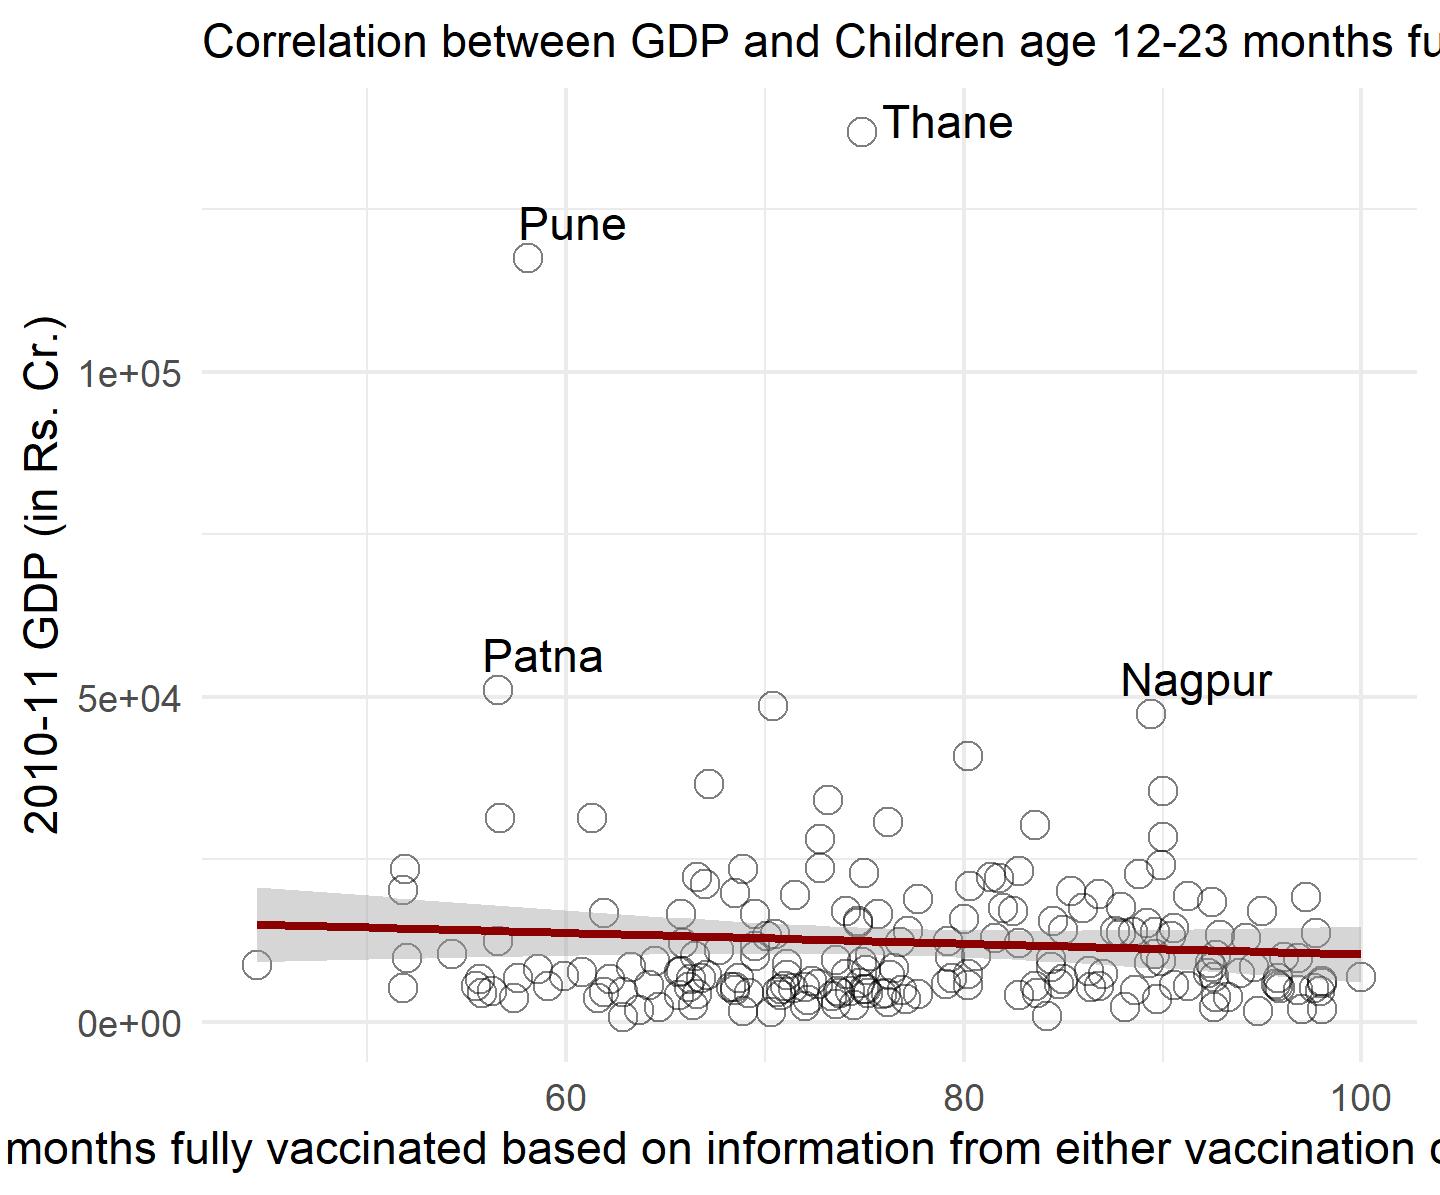 Correlation between GDP and Children age 12-23 months fu
Thane
Pune
2010-11 GDP (in Rs. Cr.)
1e+05
Patna
Nagpur
5e+04
0e+00
60
80
100
months fully vaccinated based on information from either vaccination